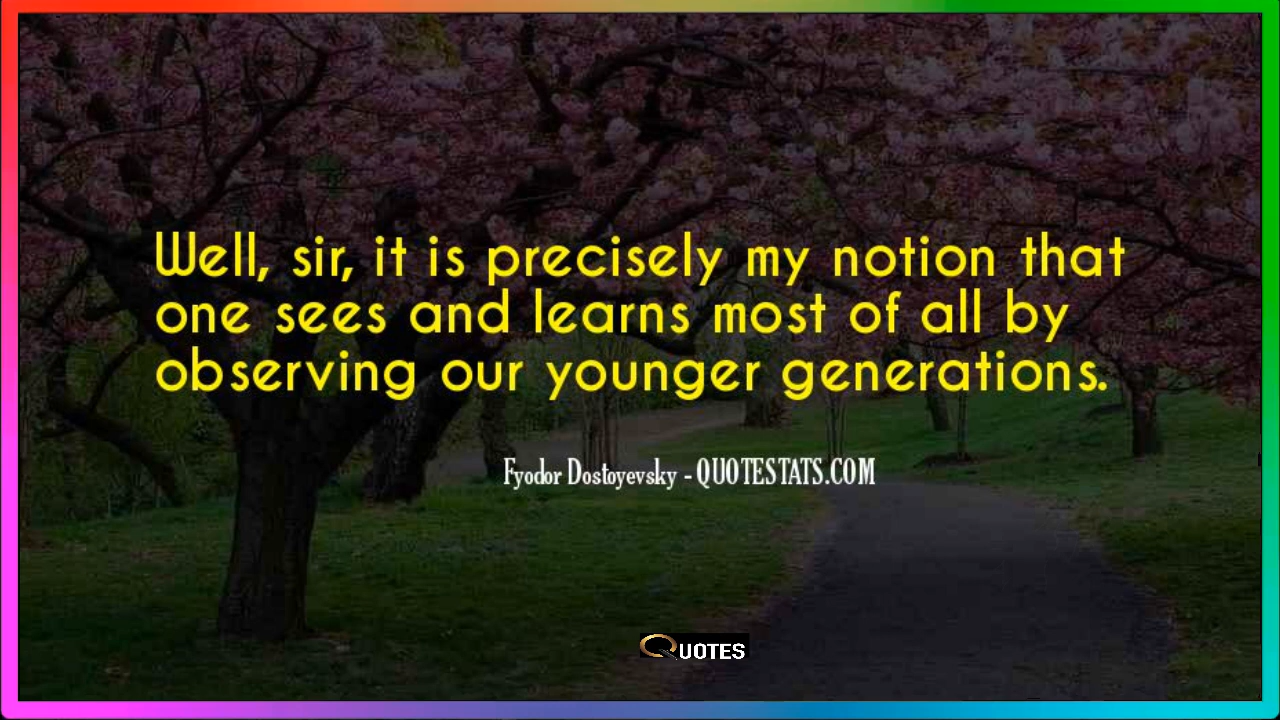 Well, sir, it is precisely my notion that
one sees and learns most of all by
observing our younger generations.
Fyodor Dostoyevsky - QUOTESTATS.COM
QUOTES